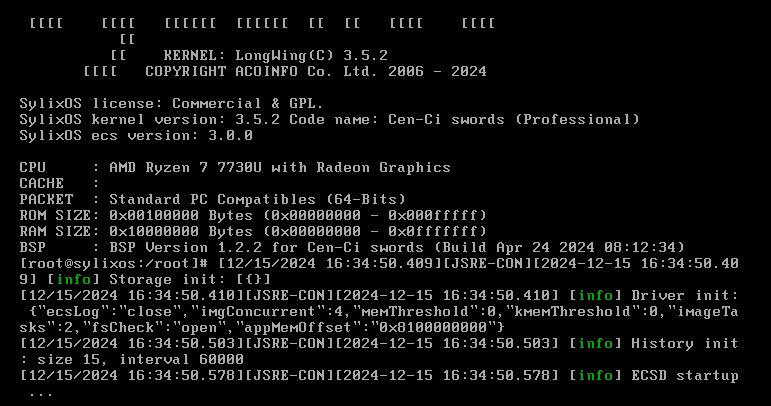 [[[[    [[[[   [[[[[[  [[[[[[  [[  [[   [[[[    [[[[
[[
[[    KERNEL: LongWing(C) 3.5.2
[[[[   COPYRIGHT ACOINFO Co. Ltd. 2006 - 2024
SylixOS license: Commercial & GPL.
SylixOS kernel version: 3.5.2 Code name: Cen-Ci swords (Professional)
SylixOS ecs version: 3.0.0
CPU     : AMD Ryzen 7 7730U with Radeon Graphics
CACHE   :
PACKET  : Standard PC Compatibles (64-Bits)
ROM SIZE: 0x00100000 Bytes (0x00000000 - 0x000fffff)
RAM SIZE: 0x10000000 Bytes (0x00000000 - 0x0fffffff)
BSP     : BSP Version 1.2.2 for Cen-Ci swords (Build Apr 24 2024 08:12:34)
[root@sylixos:/root]# [12/15/2024 16:34:50.409][JSRE-CON][2024-12-15 16:34:50.40
9] [info] Storage init: [{}]
[12/15/2024 16:34:50.410][JSRE-CON][2024-12-15 16:34:50.410] [info] Driver init:
{"ecsLog":"close","imgConcurrent":4,"memThreshold":0,"kmemThreshold":0,"imageTa
sks":2,"fsCheck":"open","appMemOffset":"0x8100000000"}
[12/15/2024 16:34:50.503][JSRE-CON][2024-12-15 16:34:50.503] [info] History init
: size 15, interval 60000
[12/15/2024 16:34:50.578][JSRE-CON][2024-12-15 16:34:50.578] [info] ECSD startup
...